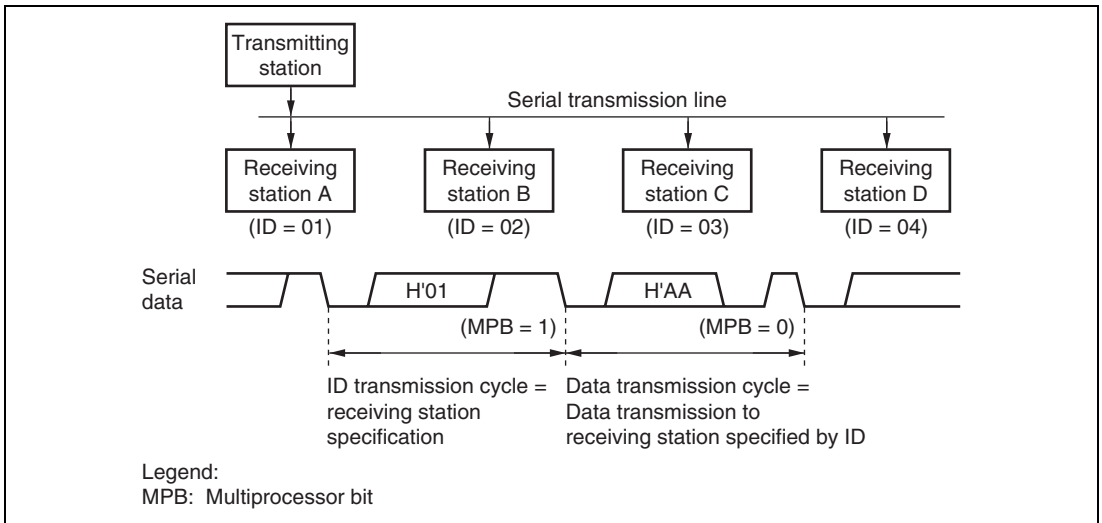 Transmitting
station
Serial transmission line
Receiving
station A
Receiving
station B
Receiving
station C
Receiving
station D
(ID = 01)
(ID = 02)
(ID = 03)
(ID = 04)
Serial
data
H'01
H'AA
(MPB = 1)
(MPB = 0)
ID transmission cycle =
receiving station
specification
Data transmission cycle =
Data transmission to
receiving station specified by ID
Legend:
MPB: Multiprocessor bit